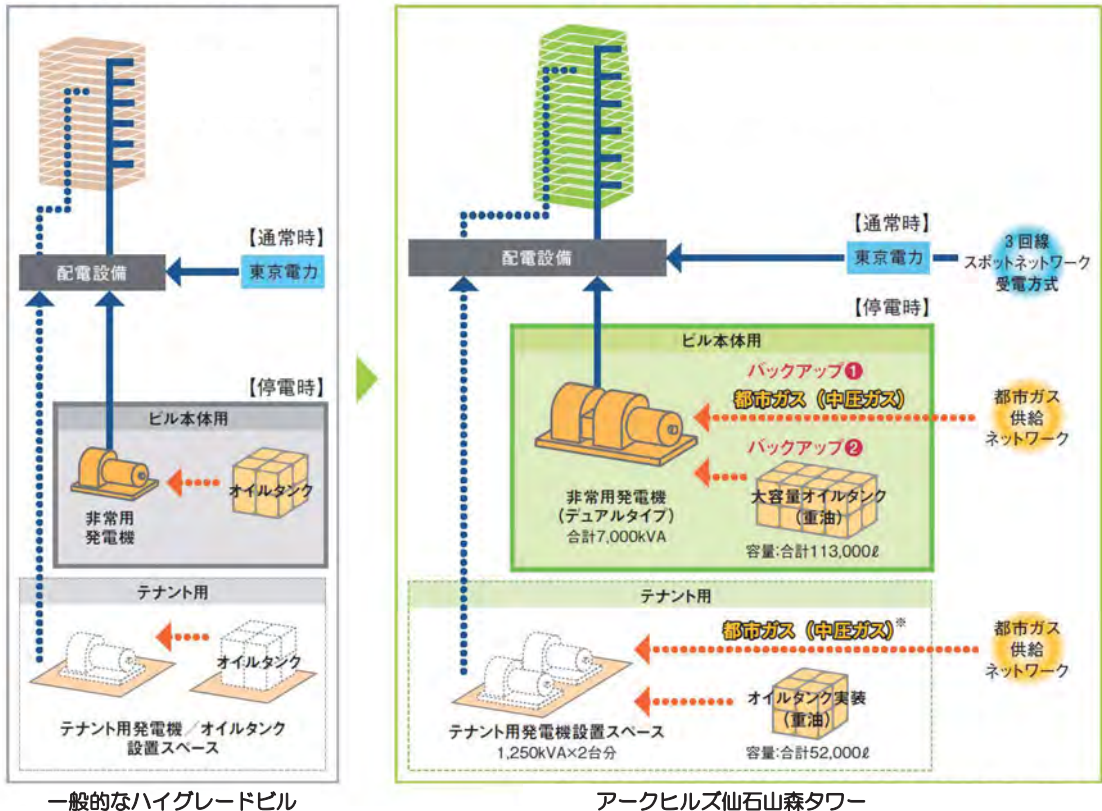 【通常時】
配電設備
東京電力
【停電時】
ビル本体用
オイルタンク
非常用
発電機
テナント用
オイルタンク
テナント用発電機/オイルタンク
設置スペース
一般的なハイグレードビル
【通常時】
配電設備
東京電力
3回線
スポットネットワーク
受電方式
【停電時】
ビル本体用
バックアップ❶
都市ガス(中圧ガス)
都市ガス
供給
ネットワーク
バックアップ❷
非常用発電機
(デュアルタイプ)
合計7,000kVA
大容量オイルタンク
(重油)
容量:合計113,000ℓ
テナント用
都市ガス(中圧ガス)※
都市ガス
供給
ネットワーク
オイルタンク実装
(重油)
テナント用発電機設置スペース
1,250kVA×2台分
容量:合計52,000ℓ
アークヒルズ仙石山森タワー